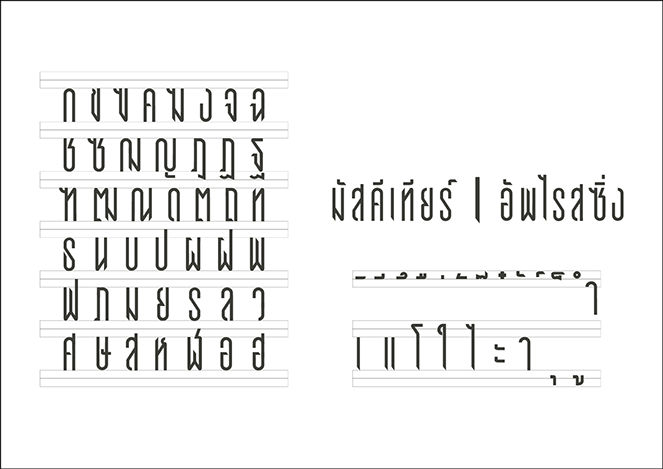 ก ข ฃ ค ฆ ง จ ฉ
ช ซ ฌ ญ ฎ ฏ ฐ
ฑ ฒ ณ ด ต ถ ท
ธ น บ ป ผ ฝ พ
ฟ ภ ม ย ร ล ว
ศ ษ ส ห ฬ อ ฮ
มัสคีเทียร์ | อัพไรสซิ่ง
ำ
เ แ โ ใ ไ ะ า ุ ู